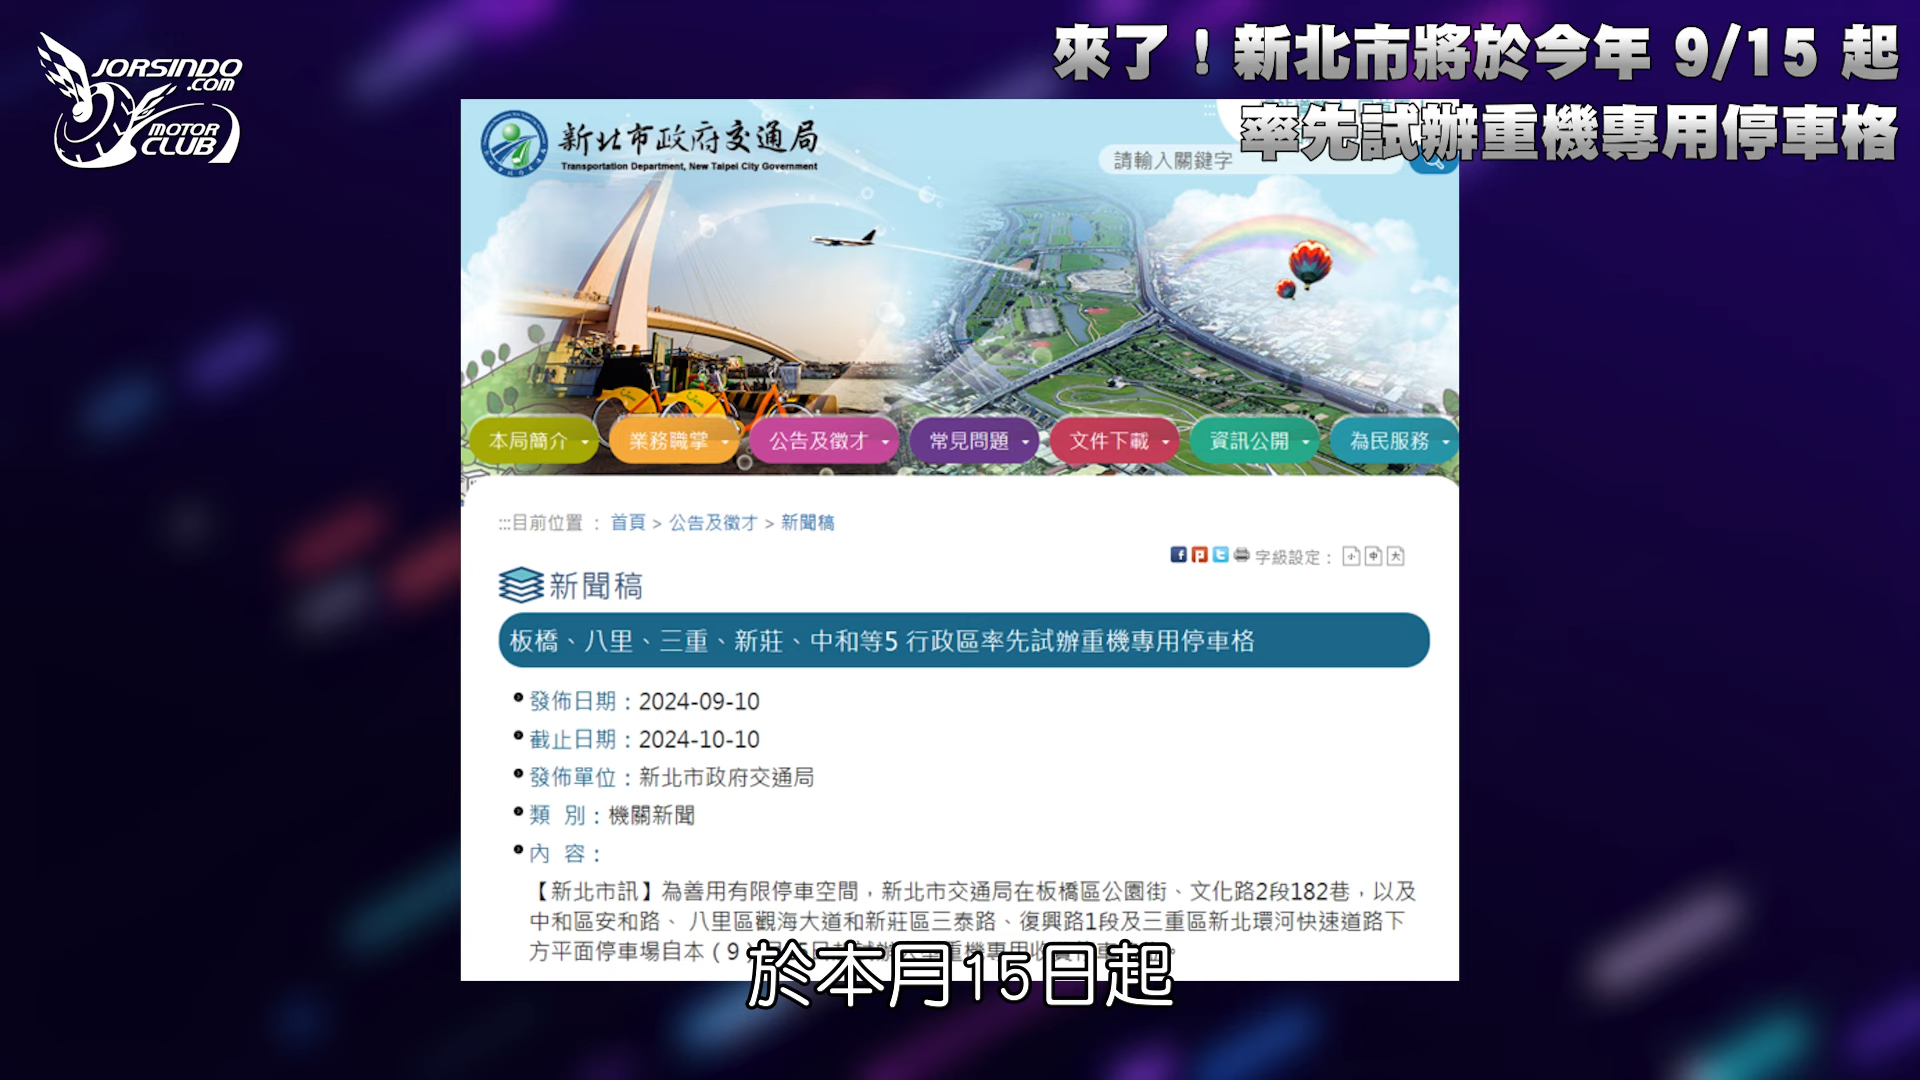 JORSINDO
.COM
MOTOR
CLUB
來了！新北市將於今年 9/15 起
率先試辦重機專用停車格
新北市政府交通局
Transportation Department, New Taipei City Government
請輸入關鍵字
本局簡介
業務職掌
公告及徵才
常見問題
文件下載
資訊公開
為民服務
:::目前位置 ： 首頁 > 公告及徵才 > 新聞稿
字級設定： 小 中 大
新聞稿
板橋、八里、三重、新莊、中和等5 行政區率先試辦重機專用停車格
發佈日期：2024-09-10
截止日期：2024-10-10
發佈單位：新北市政府交通局
類 別：機關新聞
內 容：
【新北市訊】為善用有限停車空間，新北市交通局在板橋區公園街、文化路2段182巷，以及
中和區安和路、 八里區觀海大道和新莊區三泰路、復興路1段及三重區新北環河快速道路下
方平面停車場自本（9
於本月15日起